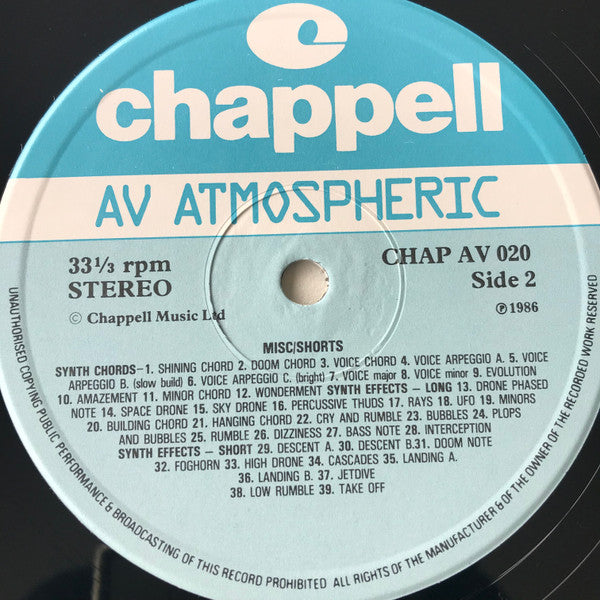 chappell
AV ATMOSPHERIC
33⅓ rpm
STEREO
CHAP AV 020
Side 2
© Chappell Music Ltd
℗ 1986
MISC/SHORTS
SYNTH CHORDS-1. SHINING CHORD 2. DOOM CHORD 3. VOICE CHORD 4. VOICE ARPEGGIO A. 5. VOICE
ARPEGGIO B. (slow build) 6. VOICE ARPEGGIO C. (bright) 7. VOICE major 8. VOICE minor 9. EVOLUTION
10. AMAZEMENT 11. MINOR CHORD 12. WONDERMENT SYNTH EFFECTS - LONG 13. DRONE PHASED
NOTE 14. SPACE DRONE 15. SKY DRONE 16. PERCUSSIVE THUDS 17. RAYS 18. UFO 19. MINORS
20. BUILDING CHORD 21. HANGING CHORD 22. CRY AND RUMBLE 23. BUBBLES 24. PLOPS
AND BUBBLES 25. RUMBLE 26. DIZZINESS 27. BASS NOTE 28. INTERCEPTION
SYNTH EFFECTS - SHORT 29. DESCENT A. 30. DESCENT B.31. DOOM NOTE
32. FOGHORN 33. HIGH DRONE 34. CASCADES 35. LANDING A.
36. LANDING B. 37. JETDIVE
38. LOW RUMBLE 39. TAKE OFF
UNAUTHORISED COPYING PUBLIC PERFORMANCE & BROADCASTING OF THIS RECORD PROHIBITED ALL RIGHTS OF THE MANUFACTURER & OF THE OWNER OF THE RECORDED WORK RESERVED